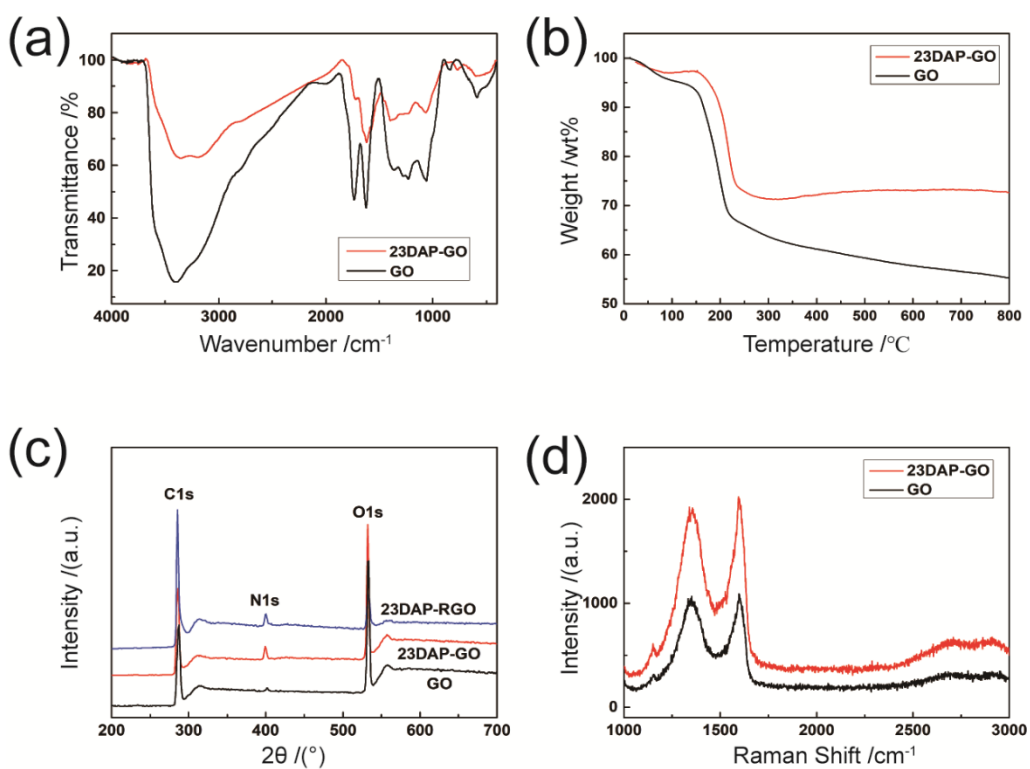 (a)
100
80
60
40
20
4000 3000 2000 1000
Transmittance /%
Wavenumber /cm⁻¹
23DAP-GO
GO
(b)
100
90
80
70
60
50
0 100 200 300 400 500 600 700 800
Weight /wt%
Temperature /℃
23DAP-GO
GO
(c)
C1s
N1s
O1s
23DAP-RGO
23DAP-GO
GO
200 300 400 500 600 700
Intensity /(a.u.)
2θ /(°)
(d)
2000
1000
0
1000 1500 2000 2500 3000
Intensity /(a.u.)
Raman Shift /cm⁻¹
23DAP-GO
GO